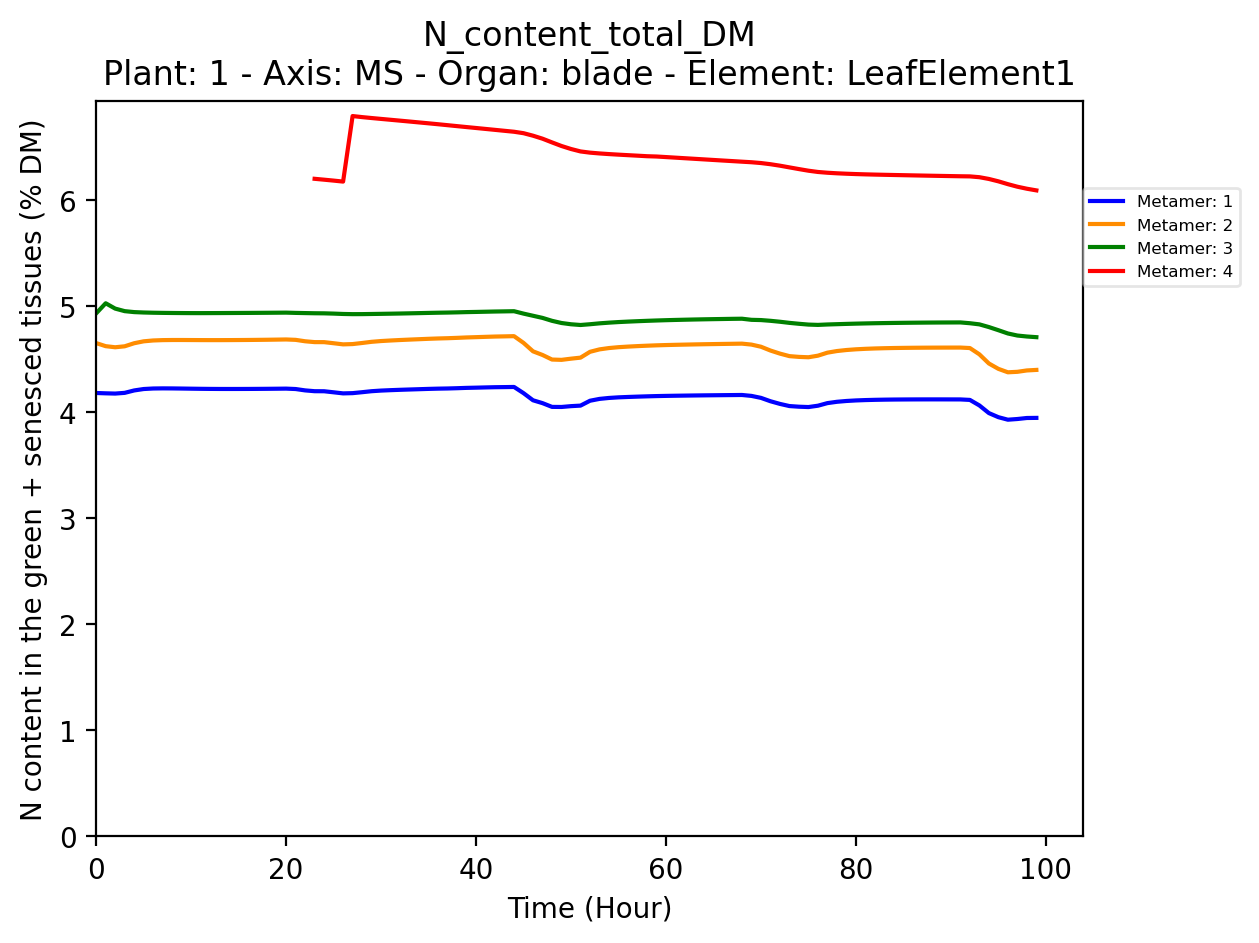 N_content_total_DM
Plant: 1 - Axis: MS - Organ: blade - Element: LeafElement1
N content in the green + senesced tissues (% DM)
6
5
4
3
2
1
0
0 20 40 60 80 100
Time (Hour)
Metamer: 1
Metamer: 2
Metamer: 3
Metamer: 4